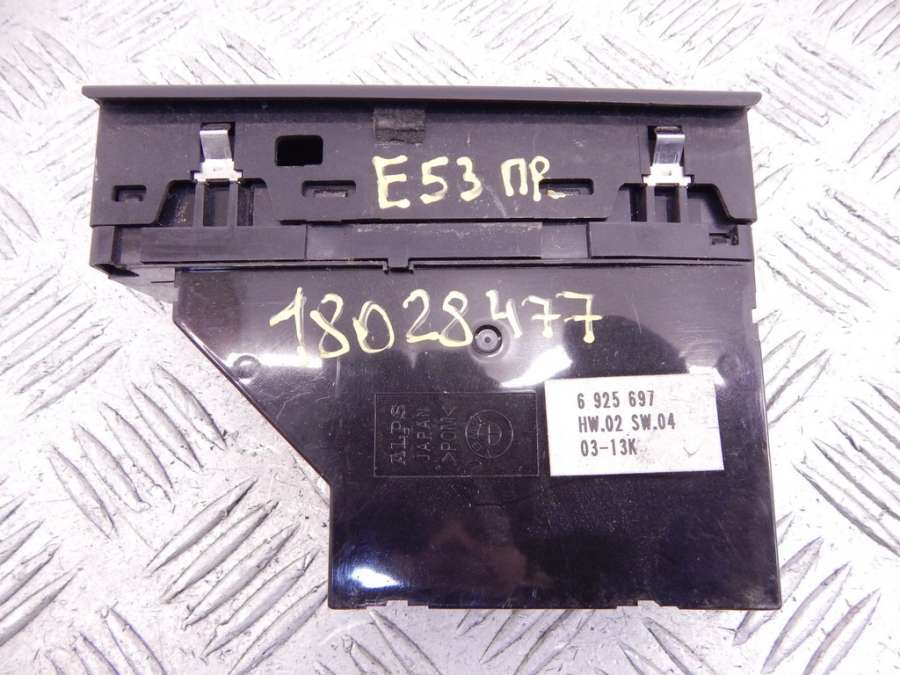 E53 ПР.
18028477
ALPS
JAPAN
>POM<
6 925 697
HW.02 SW.04
03-13K